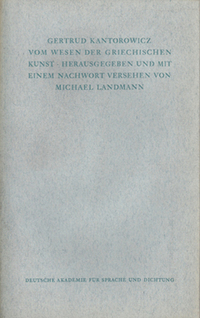 GERTRUD KANTOROWICZ
VOM WESEN DER GRIECHISCHEN
KUNST · HERAUSGEGEBEN UND MIT
EINEM NACHWORT VERSEHEN VON
MICHAEL LANDMANN
DEUTSCHE AKADEMIE FÜR SPRACHE UND DICHTUNG